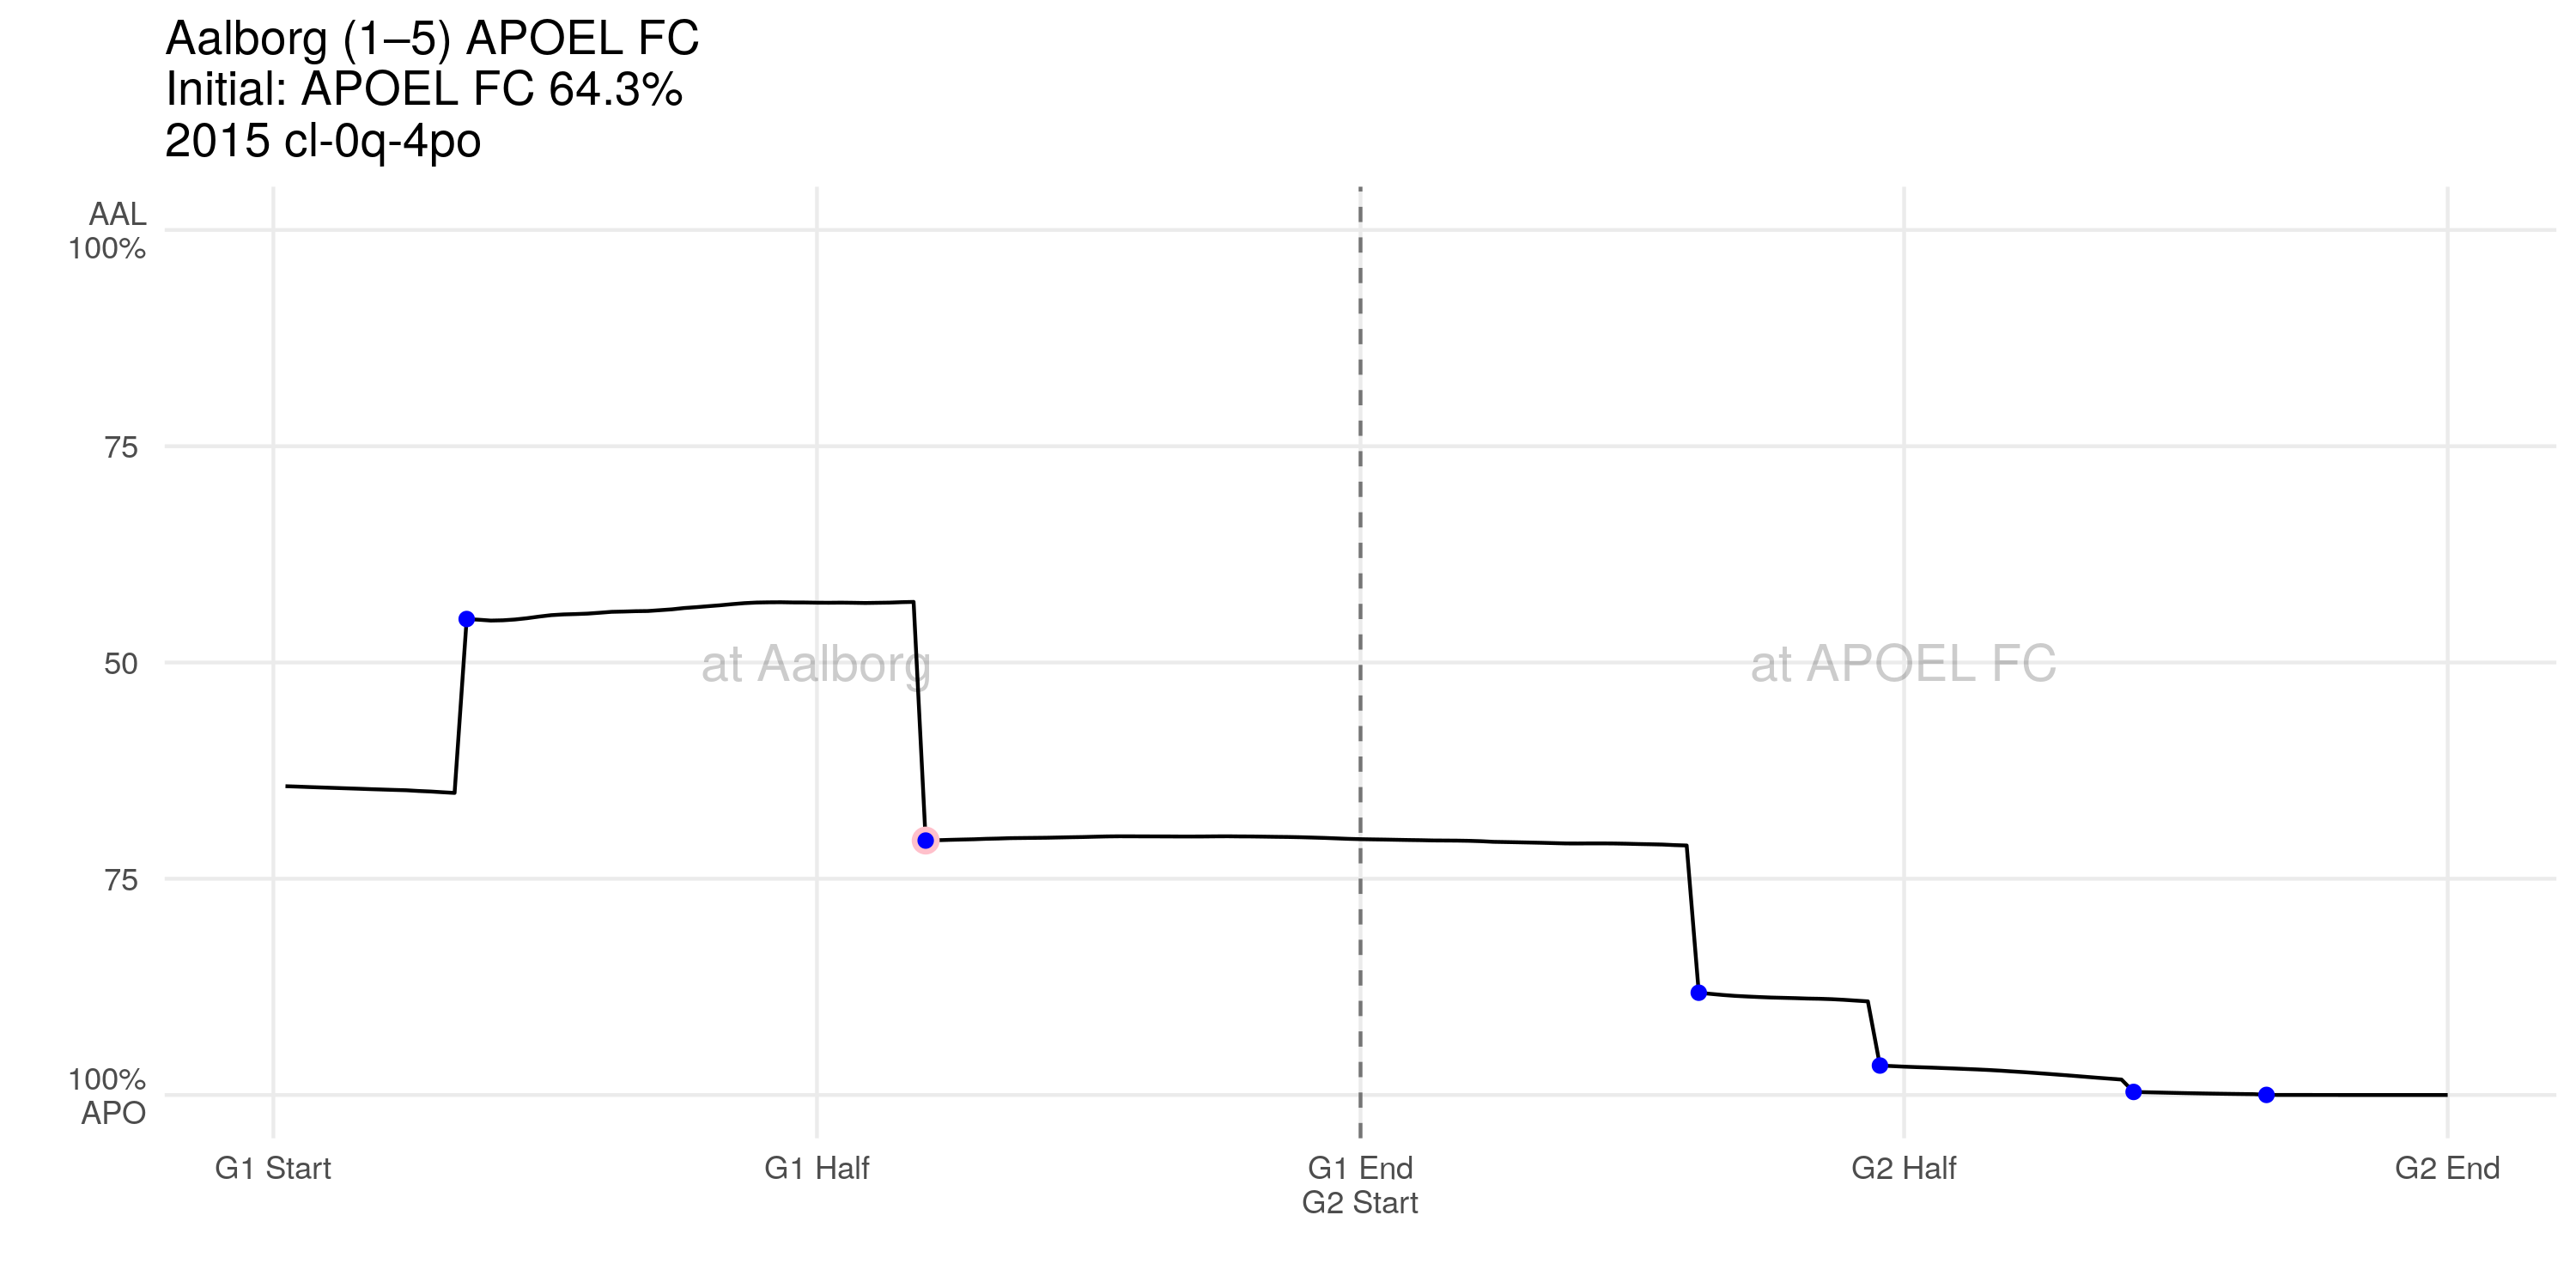 Aalborg (1–5) APOEL FC
Initial: APOEL FC 64.3%
2015 cl-0q-4po
AAL
100%
75
50
75
100%
APO
at Aalborg
at APOEL FC
G1 Start
G1 Half
G1 End
G2 Start
G2 Half
G2 End